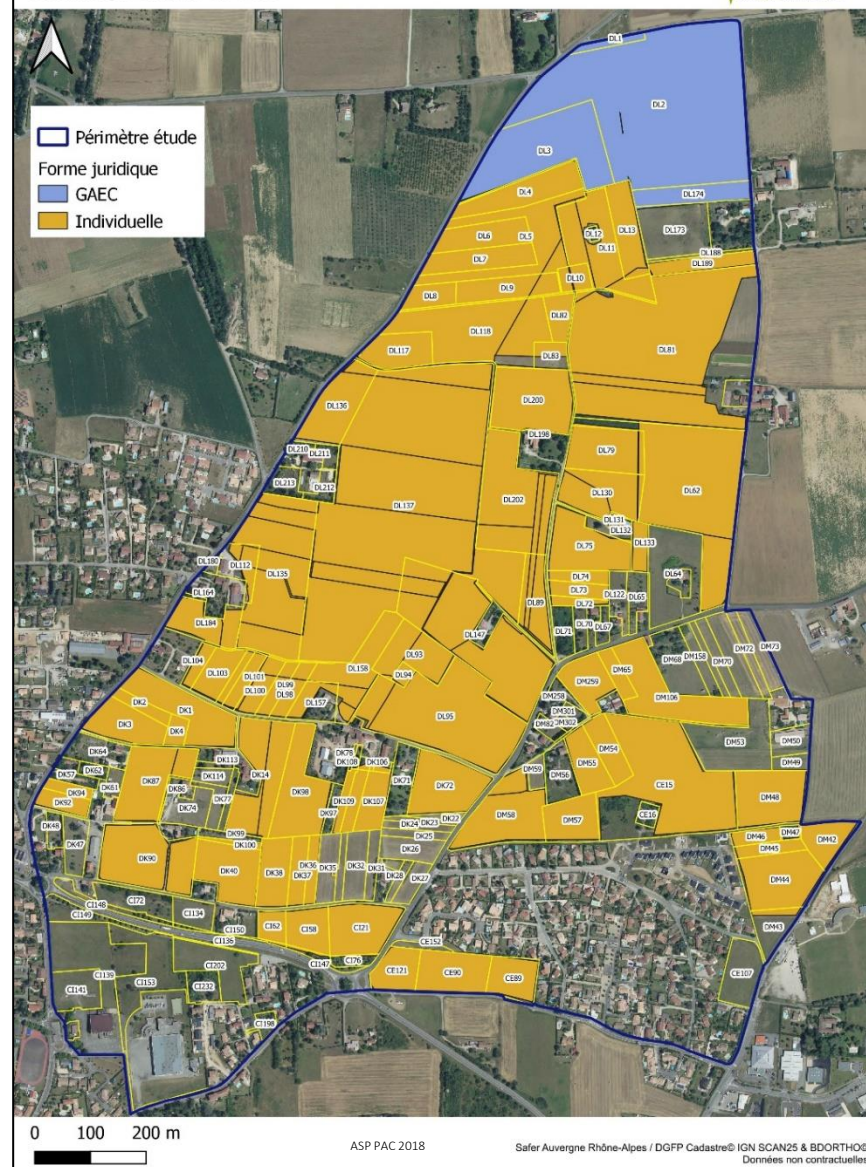 Périmètre étude
Forme juridique
GAEC
Individuelle
DL1
DL2
DL3
DL4
DL174
DL6
DL5
DL12
DL13
DL173
DL11
DL7
DL188
DL189
DL10
DL8
DL9
DL82
DL118
DL117
DL83
DL81
DL136
DL200
DL198
DL210
DL211
DL79
DL213
DL212
DL130
DL137
DL202
DL62
DL131
DL132
DL133
DL75
DL180
DL112
DL135
DL74
DL64
DL164
DL73
DL122
DL65
DL89
DL72
DL184
DL70
DL67
DL147
DL71
DM72
DM73
DL104
DL93
DM68
DM158
DM70
DL103
DL101
DL158
DM65
DL99
DL94
DM259
DL100
DL98
DK2
DL157
DM258
DM106
DK1
DM301
DK3
DK4
DL95
DM82
DM302
DM50
DM54
DM53
DK64
DK113
DK78
DK108
DK106
DM49
DK57
DK62
DK114
DK14
DK71
DM59
DM56
DM55
DK61
DK87
DK86
DK98
DK72
CE15
DK94
DK77
DK109
DK107
DM48
DK92
DK74
DK97
CE16
DM58
DM57
DK48
DK99
DK24
DK23
DK22
DM47
DK47
DK100
DK25
DM46
DM42
DK90
DK26
DM45
DK40
DK38
DK36
DK35
DK32
DK31
DK37
DK28
DK27
DM44
CI148
CI72
CI149
CI134
CI150
CI62
CI58
CI21
DM43
CI136
CE152
CI139
CI202
CI147
CI76
CE121
CE90
CE89
CE107
CI141
CI153
CI232
CI198
0 100 200 m
ASP PAC 2018
Safer Auvergne Rhône-Alpes / DGFP Cadastre© IGN SCAN25 & BDORTHO©
Données non contractuelles